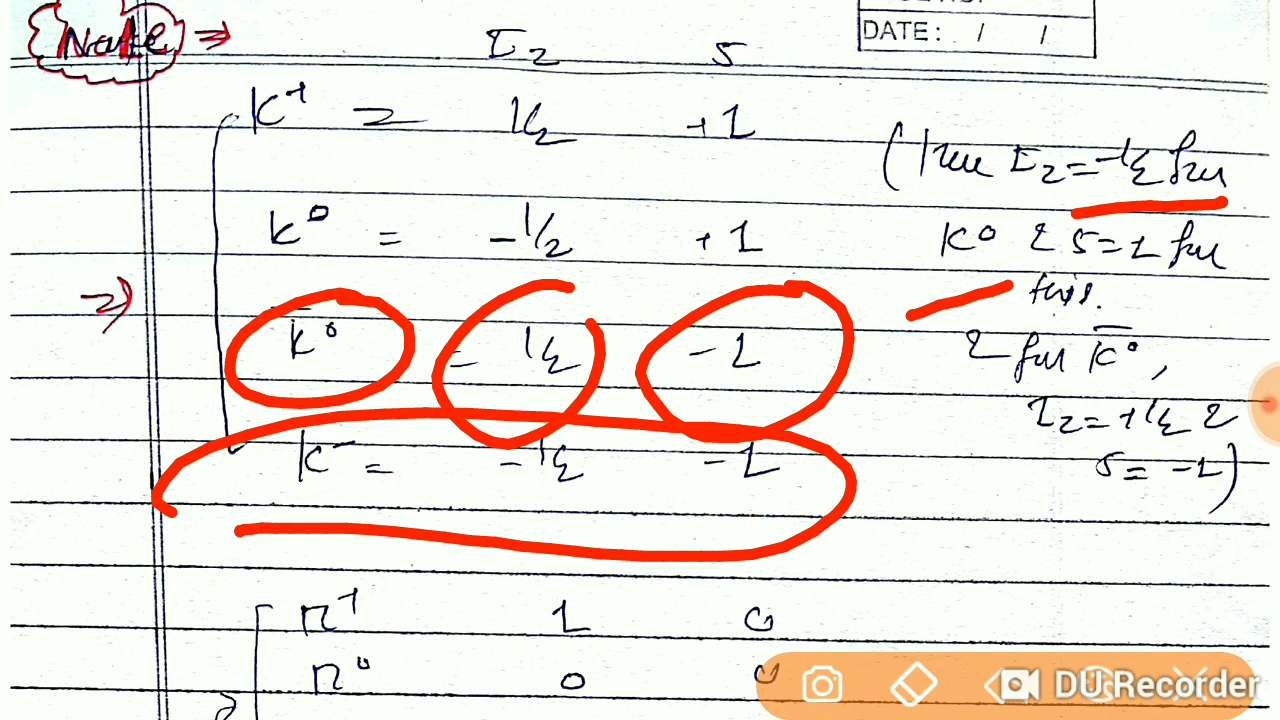 DATE: / /
Note ⇒
I2 S
K+ = 1/2 +1
K0 = -1/2 +1
K̅0 = 1/2 -1
K- = -1/2 -1
π+ 1 0
π0 0 0
( I2 = -1/2 for
K0 & S=1 for
this.
& for K̅0,
I2 = +1/2 &
S = -1)
DU Recorder